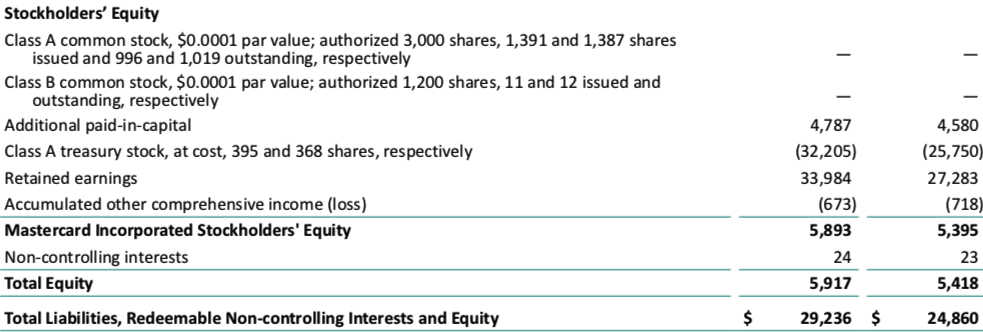 Stockholders’ Equity
Class A common stock, $0.0001 par value; authorized 3,000 shares, 1,391 and 1,387 shares
issued and 996 and 1,019 outstanding, respectively — —
Class B common stock, $0.0001 par value; authorized 1,200 shares, 11 and 12 issued and
outstanding, respectively — —
Additional paid-in-capital 4,787 4,580
Class A treasury stock, at cost, 395 and 368 shares, respectively (32,205) (25,750)
Retained earnings 33,984 27,283
Accumulated other comprehensive income (loss) (673) (718)
Mastercard Incorporated Stockholders' Equity 5,893 5,395
Non-controlling interests 24 23
Total Equity 5,917 5,418
Total Liabilities, Redeemable Non-controlling Interests and Equity $ 29,236 $ 24,860